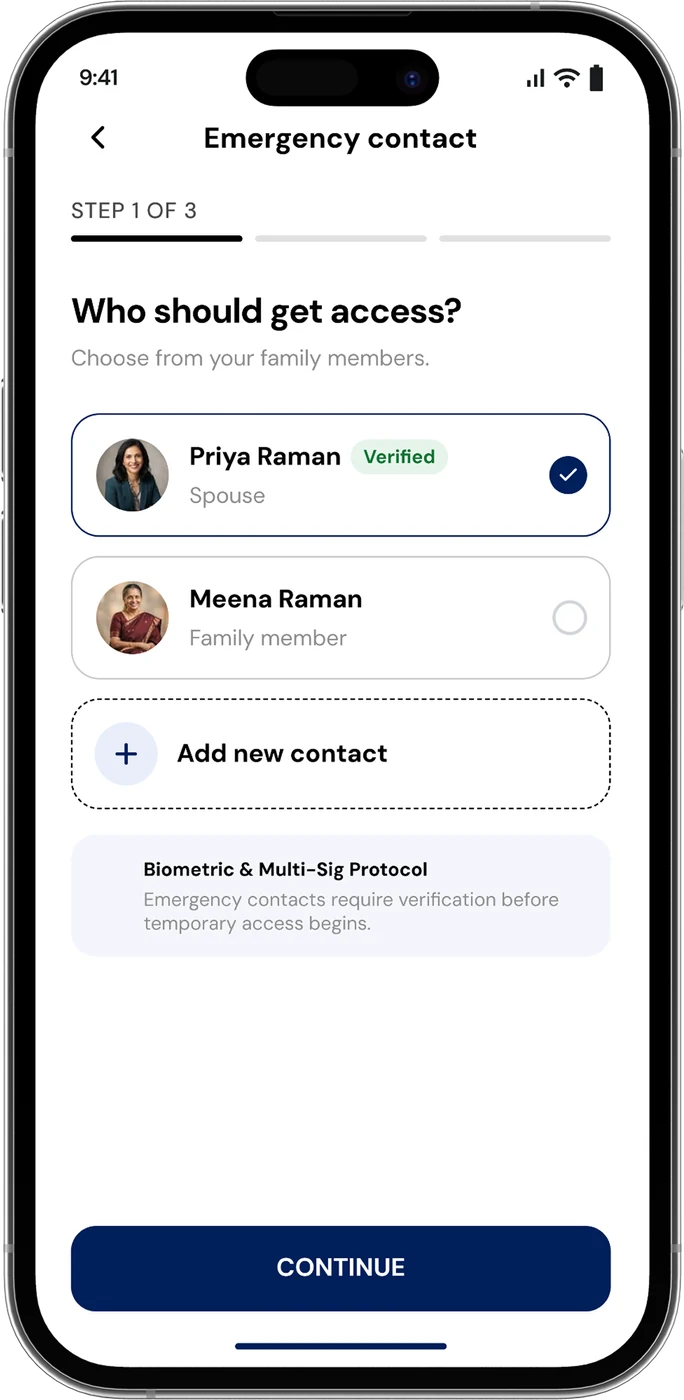 9:41
Emergency contact
STEP 1 OF 3
Who should get access?
Choose from your family members.
Priya Raman Verified
Spouse
Meena Raman
Family member
Add new contact
Biometric & Multi-Sig Protocol
Emergency contacts require verification before
temporary access begins.
CONTINUE